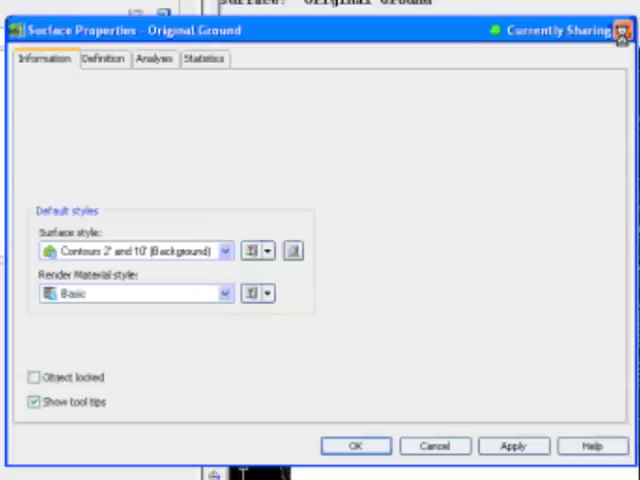 Surface: Original Ground
Surface Properties - Original Ground
Currently Sharing
Information Definition Analysis Statistics
Default styles
Surface style:
Contours 2' and 10' (Background)
Render Material style:
Basic
Object locked
Show tool tips
OK Cancel Apply Help